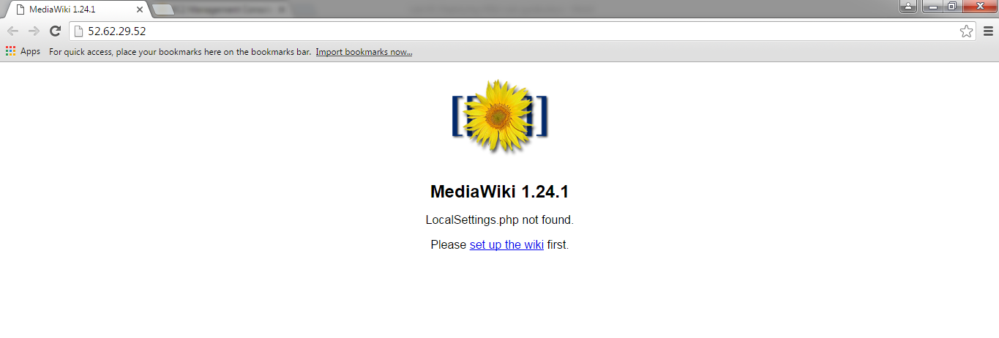 MediaWiki 1.24.1
52.62.29.52
Apps For quick access, place your bookmarks here on the bookmarks bar. Import bookmarks now...
MediaWiki 1.24.1
LocalSettings.php not found.
Please set up the wiki first.